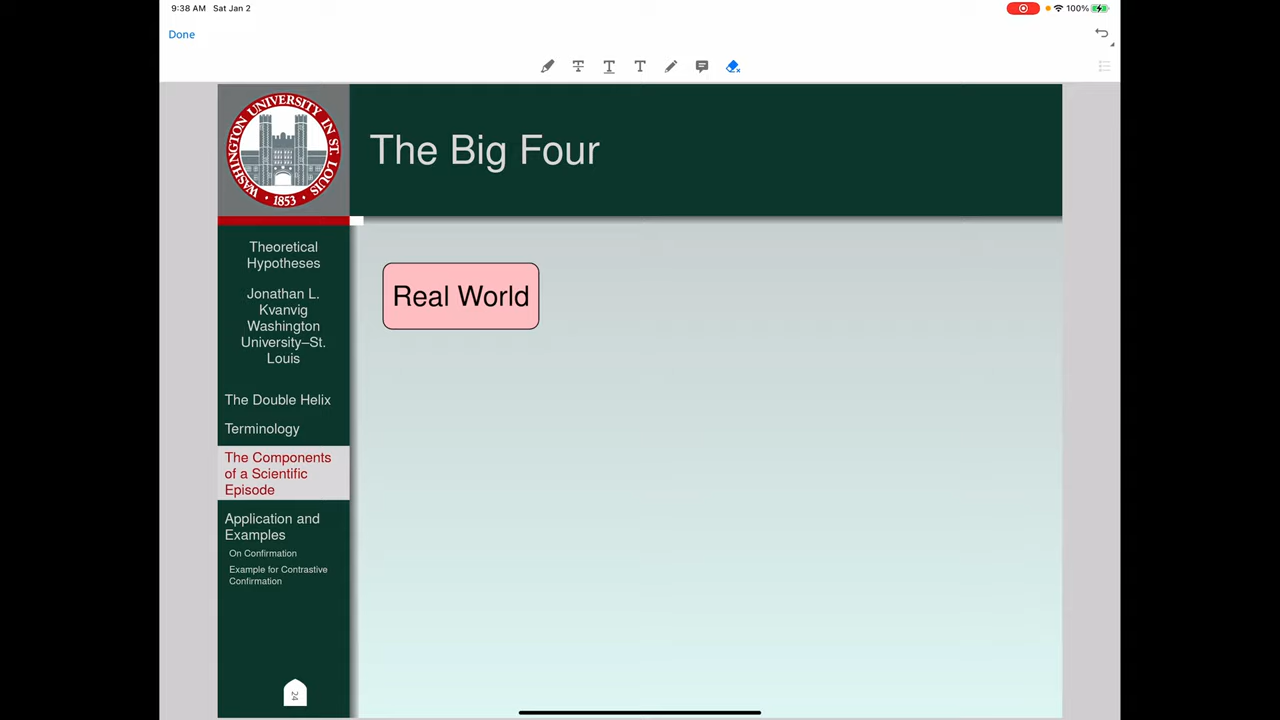 9:38 AM Sat Jan 2
100%
Done
WASHINGTON UNIVERSITY IN ST. LOUIS
1853
The Big Four
Theoretical
Hypotheses
Jonathan L.
Kvanvig
Washington
University–St.
Louis
The Double Helix
Terminology
The Components
of a Scientific
Episode
Application and
Examples
On Confirmation
Example for Contrastive
Confirmation
24
Real World